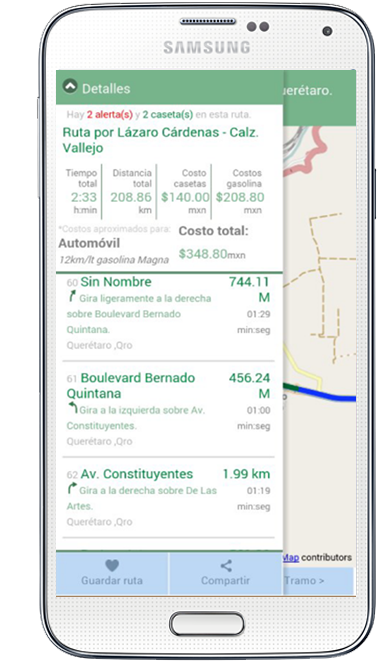 SAMSUNG
Detalles
uerétaro.
Hay 2 alerta(s) y 2 caseta(s) en esta ruta.
Ruta por Lázaro Cárdenas - Calz.
Vallejo
Tiempo total
2:33
h:min
Distancia total
208.86
km
Costo casetas
$140.00
mxn
Costos gasolina
$208.80
mxn
*Costos aproximados para:
Automóvil
12km/lt gasolina Magna
Costo total:
$348.80mxn
60 Sin Nombre 744.11
M
Gira ligeramente a la derecha
sobre Boulevard Bernado 01:29
Quintana. min:seg
Querétaro ,Qro
61 Boulevard Bernado 456.24
Quintana M
Gira a la izquierda sobre Av. 01:00
Constituyentes. min:seg
Querétaro ,Qro
62 Av. Constituyentes 1.99 km
Gira a la derecha sobre De Las 01:19
Artes. min:seg
Querétaro ,Qro
Map contributors
Guardar ruta
Compartir
Tramo >